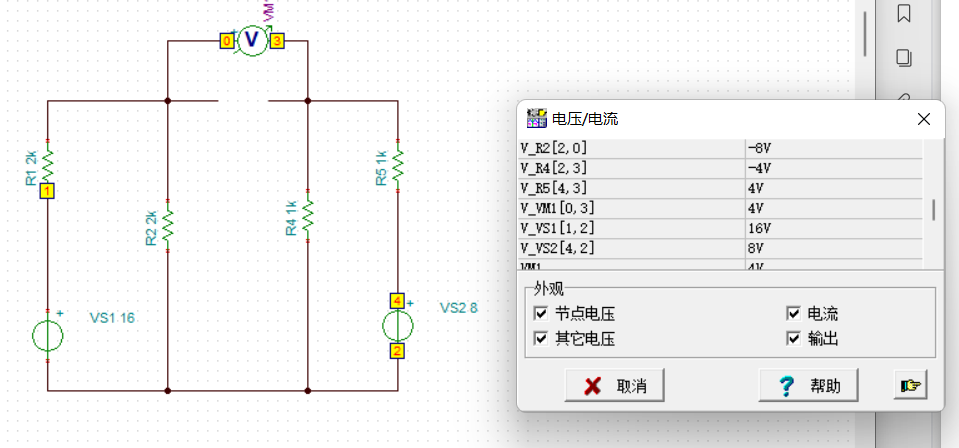 VM1
0
V
3
R1 2k
1
R2 2k
R4 1k
R5 1k
VS1 16
4
VS2 8
2
电压/电流
V_R2[2,0] -8V
V_R4[2,3] -4V
V_R5[4,3] 4V
V_VM1[0,3] 4V
V_VS1[1,2] 16V
V_VS2[4,2] 8V
VM1 4V
外观
节点电压 电流
其它电压 输出
取消 帮助